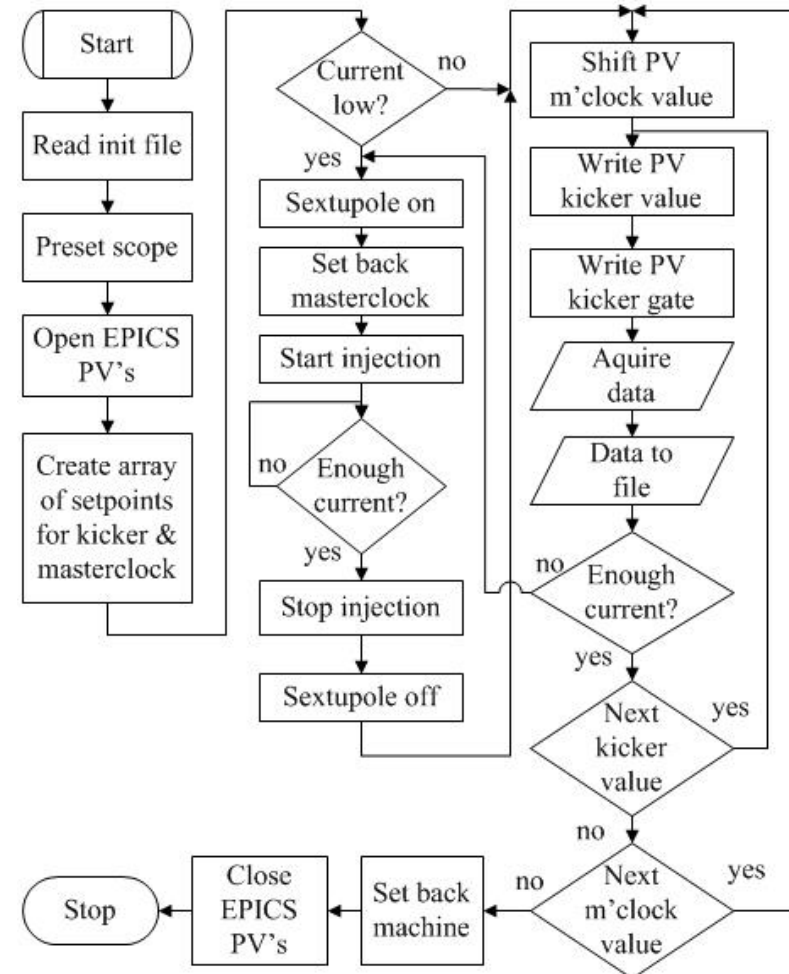 Start
Read init file
Preset scope
Open EPICS
PV's
Create array
of setpoints
for kicker &
masterclock
Current
low?
no
yes
Sextupole on
Set back
masterclock
Start injection
no
Enough
current?
yes
Stop injection
Sextupole off
Shift PV
m'clock value
Write PV
kicker value
Write PV
kicker gate
Aquire
data
Data to
file
no
Enough
current?
yes
Next
kicker
value
yes
no
Next
m'clock
value
yes
no
Set back
machine
Close
EPICS
PV's
Stop